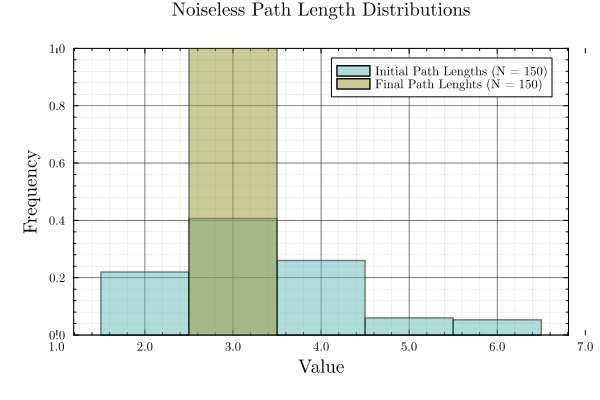 Noiseless Path Length Distributions
1.0
0.8
0.6
0.4
0.2
0.0
Frequency
Initial Path Lengths (N = 150)
Final Path Lenghts (N = 150)
1.0 2.0 3.0 4.0 5.0 6.0 7.0
Value